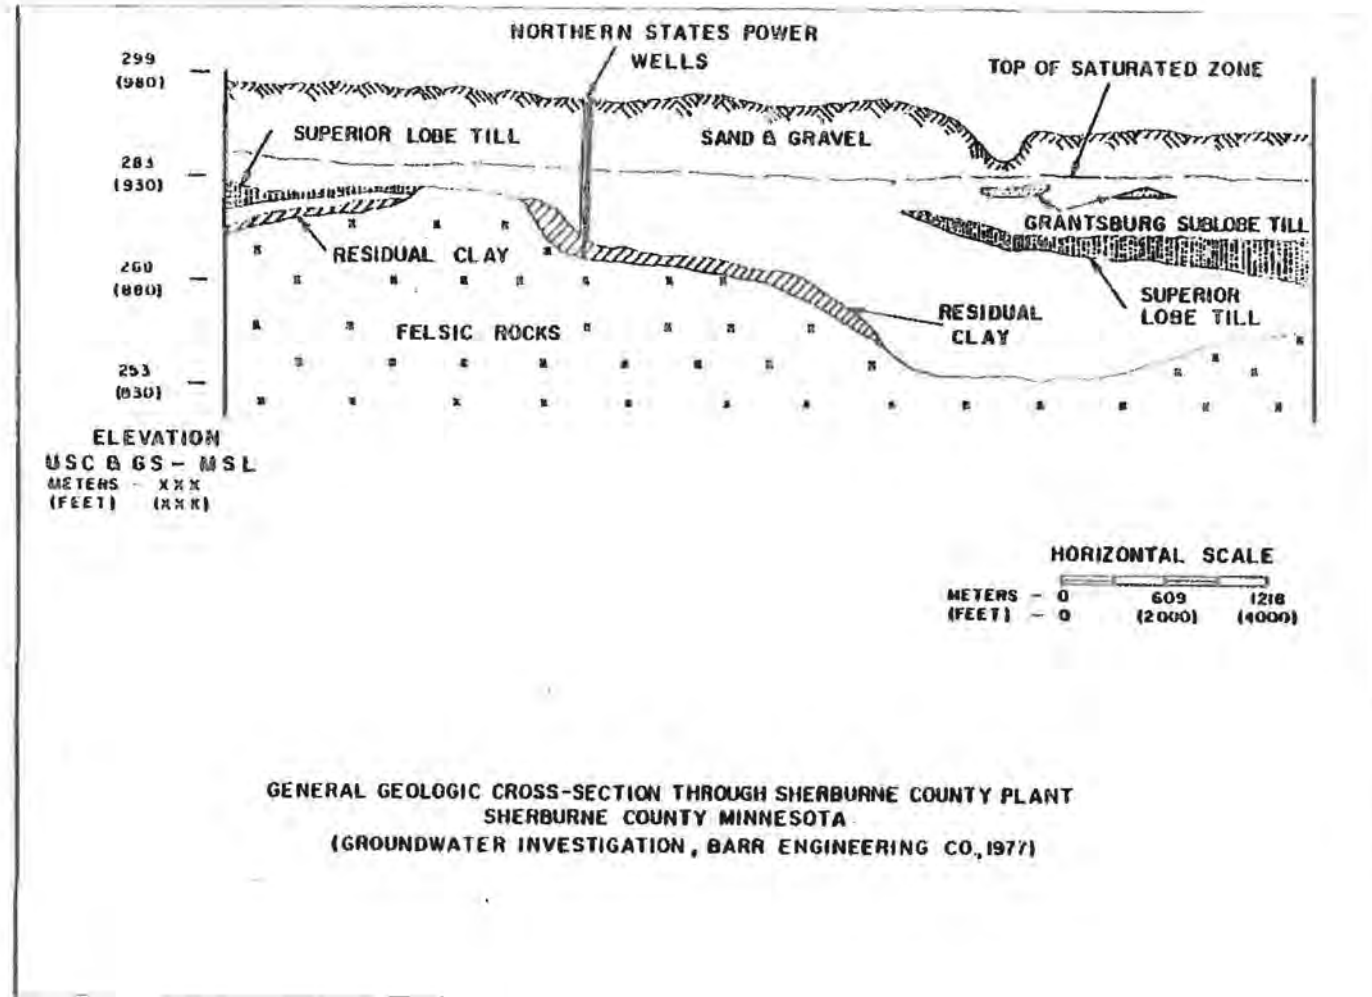 NORTHERN STATES POWER
WELLS
299
(980)
TOP OF SATURATED ZONE
SUPERIOR LOBE TILL
SAND & GRAVEL
283
(930)
GRANTSBURG SUBLOBE TILL
RESIDUAL CLAY
260
(880)
SUPERIOR
LOBE TILL
RESIDUAL
CLAY
FELSIC ROCKS
253
(830)
ELEVATION
USC & GS - MSL
METERS - XXX
(FEET) (XXX)
HORIZONTAL SCALE
METERS - 0 609 1218
(FEET) - 0 (2000) (4000)
GENERAL GEOLOGIC CROSS-SECTION THROUGH SHERBURNE COUNTY PLANT
SHERBURNE COUNTY MINNESOTA
(GROUNDWATER INVESTIGATION, BARR ENGINEERING CO., 1977)